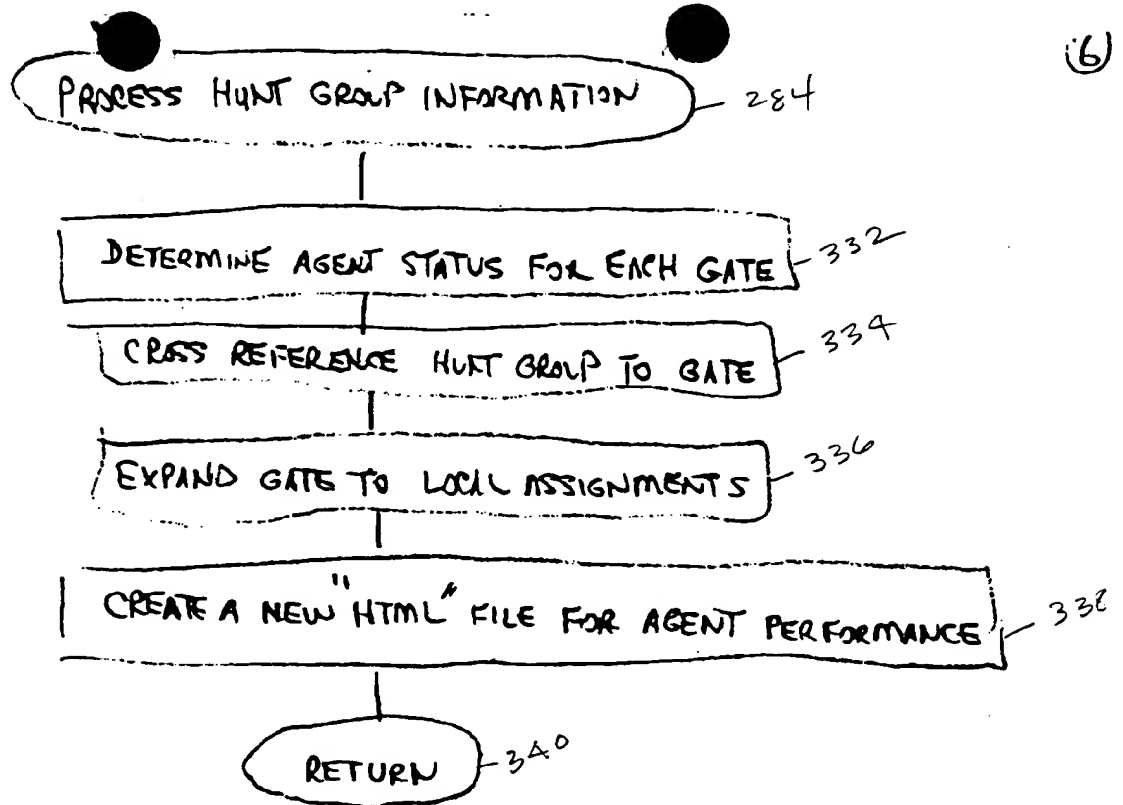 (6)
PROCESS HUNT GROUP INFORMATION 284
DETERMINE AGENT STATUS FOR EACH GATE 332
CROSS REFERENCE HUNT GROUP TO GATE 334
EXPAND GATE TO LOCAL ASSIGNMENTS 336
CREATE A NEW "HTML" FILE FOR AGENT PERFORMANCE 338
RETURN 340